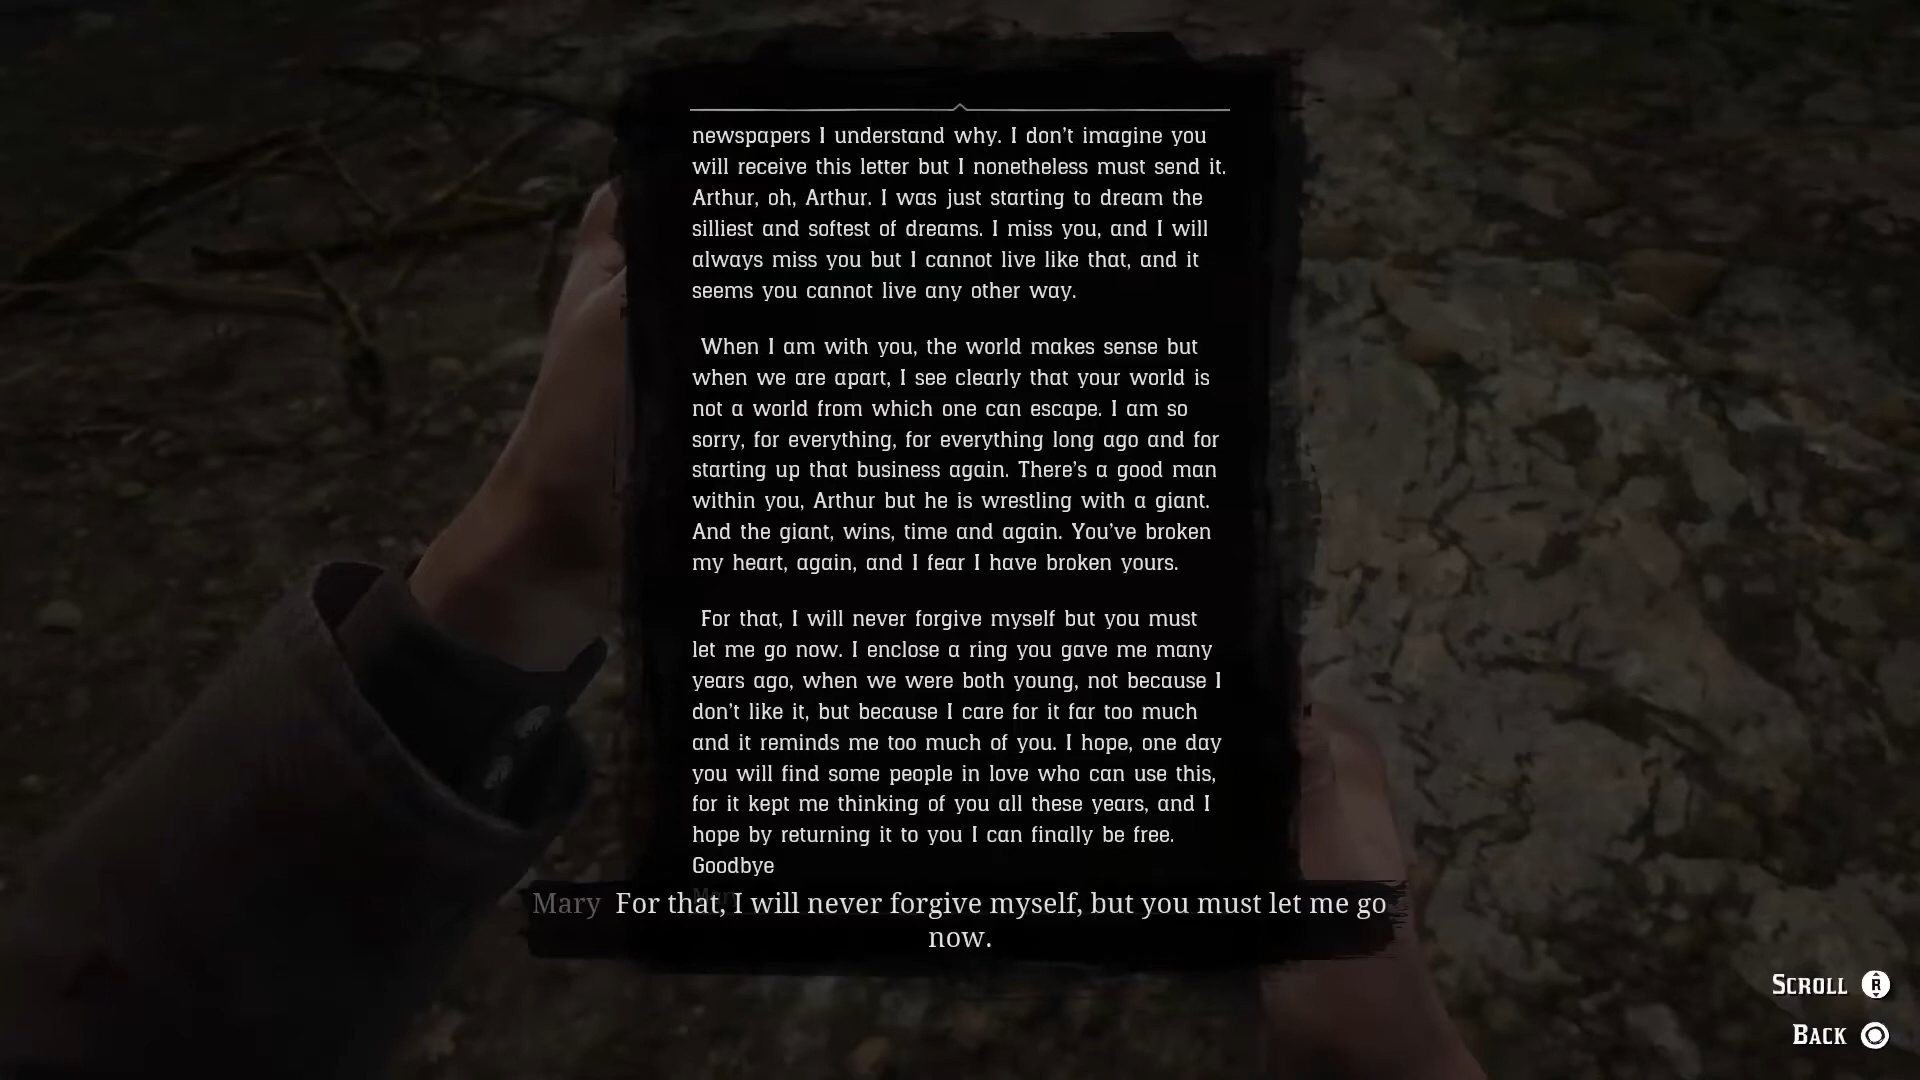 newspapers I understand why. I don't imagine you
will receive this letter but I nonetheless must send it.
Arthur, oh, Arthur. I was just starting to dream the
silliest and softest of dreams. I miss you, and I will
always miss you but I cannot live like that, and it
seems you cannot live any other way.
When I am with you, the world makes sense but
when we are apart, I see clearly that your world is
not a world from which one can escape. I am so
sorry, for everything, for everything long ago and for
starting up that business again. There's a good man
within you, Arthur but he is wrestling with a giant.
And the giant, wins, time and again. You've broken
my heart, again, and I fear I have broken yours.
For that, I will never forgive myself but you must
let me go now. I enclose a ring you gave me many
years ago, when we were both young, not because I
don't like it, but because I care for it far too much
and it reminds me too much of you. I hope, one day
you will find some people in love who can use this,
for it kept me thinking of you all these years, and I
hope by returning it to you I can finally be free.
Goodbye
Mary
Mary For that, I will never forgive myself, but you must let me go
now.
SCROLL R
BACK